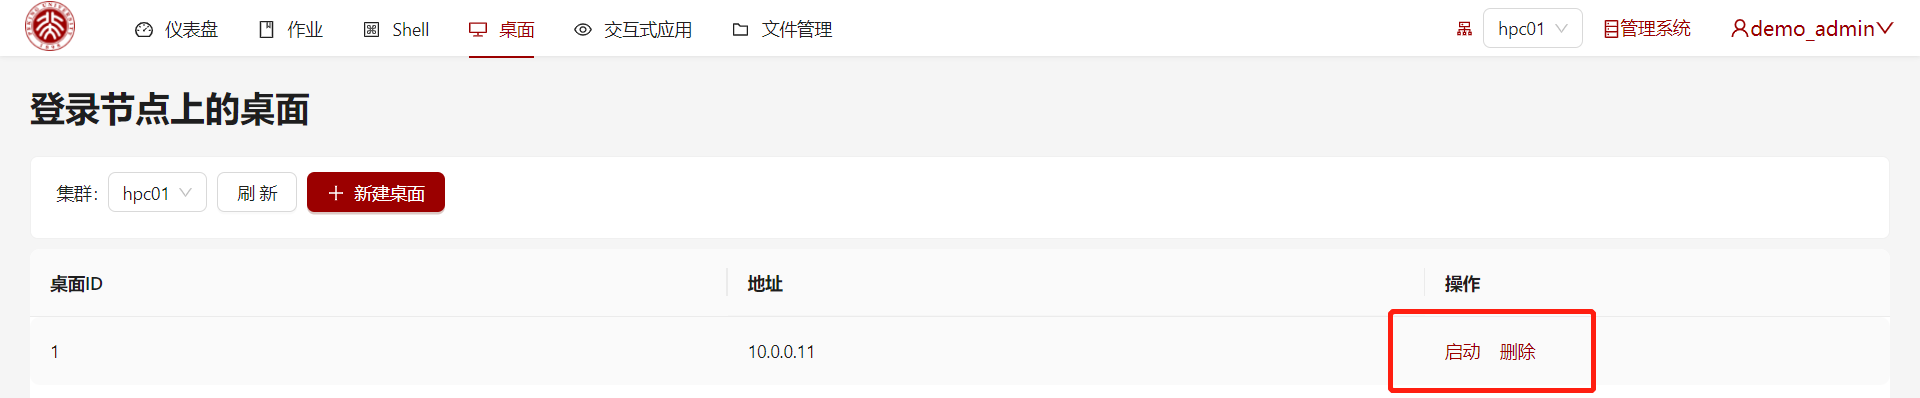 仪表盘 作业 Shell 桌面 交互式应用 文件管理 hpc01 管理系统 demo_admin
登录节点上的桌面
集群: hpc01 刷 新 新建桌面
桌面ID 地址 操作
1 10.0.0.11 启动 删除